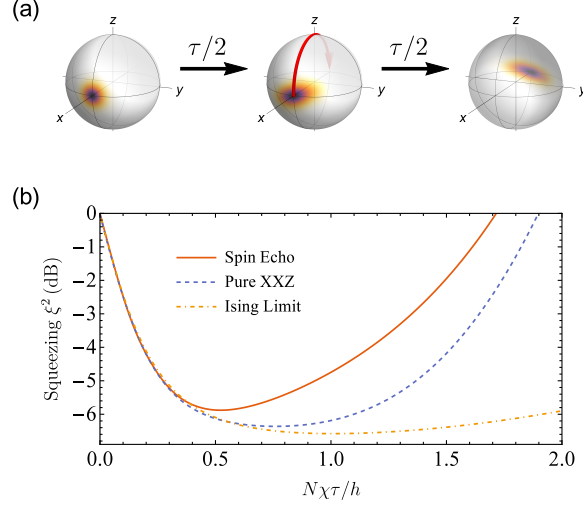 (a)
z
x
y
τ/2
z
x
y
τ/2
z
x
y
(b)
Squeezing ξ² (dB)
0
-1
-2
-3
-4
-5
-6
Spin Echo
Pure XXZ
Ising Limit
0.0 0.5 1.0 1.5 2.0
Nχτ/h